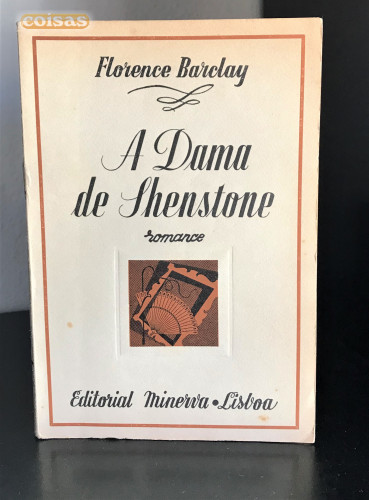 coisas
Florence Barclay
A Dama
de Shenstone
romance
Editorial Minerva • Lisboa